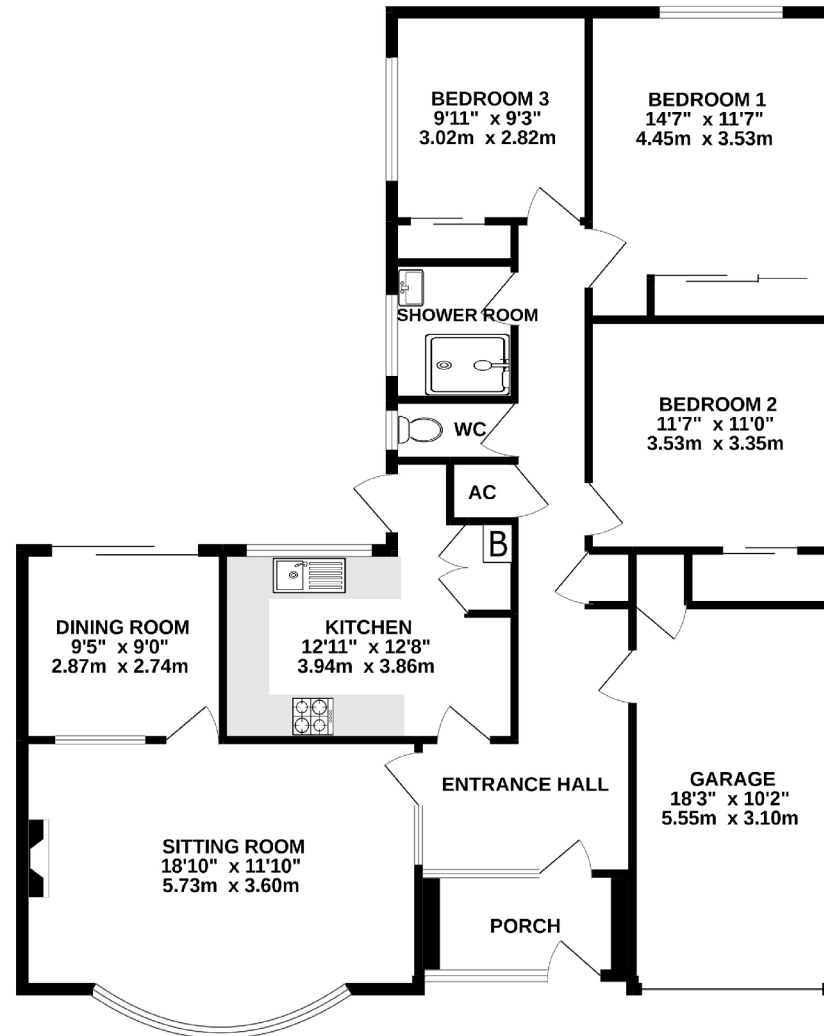 BEDROOM 3
9'11" x 9'3"
3.02m x 2.82m
BEDROOM 1
14'7" x 11'7"
4.45m x 3.53m
SHOWER ROOM
BEDROOM 2
11'7" x 11'0"
3.53m x 3.35m
WC
AC
B
DINING ROOM
9'5" x 9'0"
2.87m x 2.74m
KITCHEN
12'11" x 12'8"
3.94m x 3.86m
ENTRANCE HALL
GARAGE
18'3" x 10'2"
5.55m x 3.10m
SITTING ROOM
18'10" x 11'10"
5.73m x 3.60m
PORCH